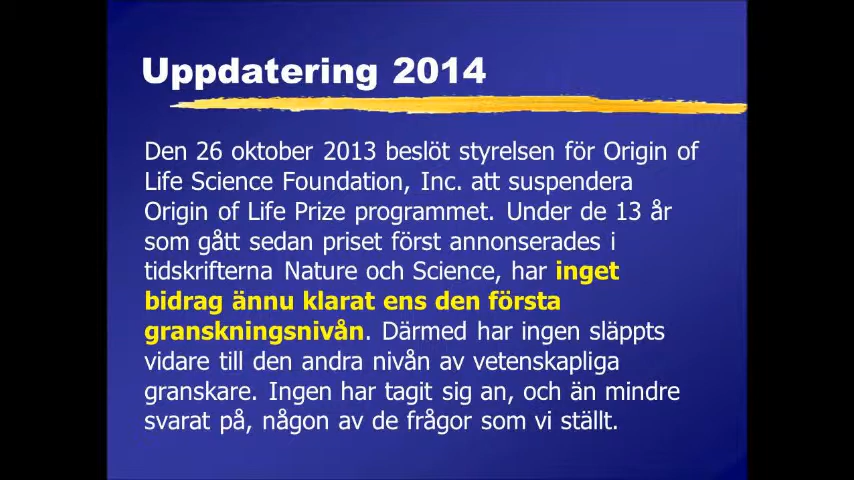 Uppdatering 2014
Den 26 oktober 2013 beslöt styrelsen för Origin of
Life Science Foundation, Inc. att suspendera
Origin of Life Prize programmet. Under de 13 år
som gått sedan priset först annonserades i
tidskrifterna Nature och Science, har inget
bidrag ännu klarat ens den första
granskningsnivån. Därmed har ingen släppts
vidare till den andra nivån av vetenskapliga
granskare. Ingen har tagit sig an, och än mindre
svarat på, någon av de frågor som vi ställt.